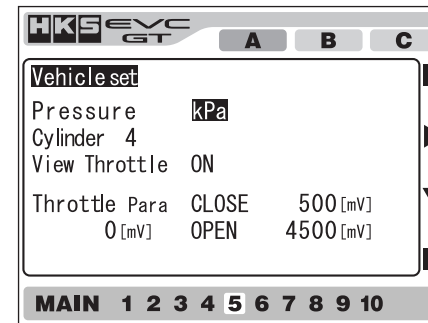 HKS EVC
GT
A B C
Vehicle set
Pressure kPa
Cylinder 4
View Throttle ON
Throttle Para CLOSE 500[mV]
0[mV] OPEN 4500[mV]
MAIN 1 2 3 4 5 6 7 8 9 10